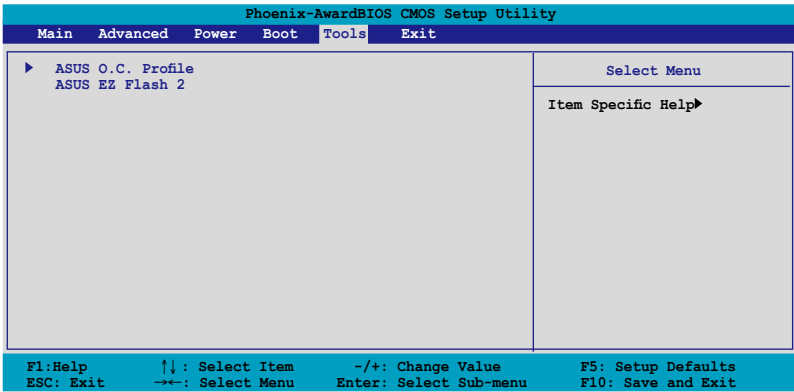 Phoenix-AwardBIOS CMOS Setup Utility
Main Advanced Power Boot Tools Exit
ASUS O.C. Profile
ASUS EZ Flash 2
Select Menu
Item Specific Help
F1:Help ↑↓: Select Item -/+: Change Value F5: Setup Defaults
ESC: Exit →←: Select Menu Enter: Select Sub-menu F10: Save and Exit